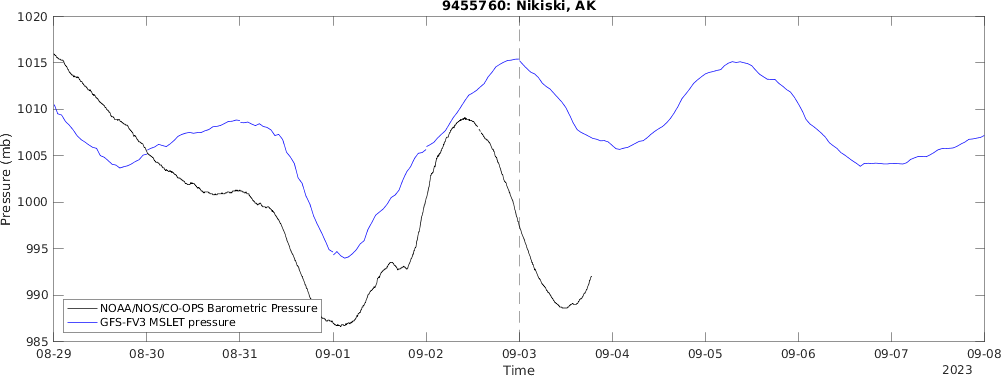 9455760: Nikiski, AK
1020
1015
1010
1005
1000
995
990
985
Pressure (mb)
NOAA/NOS/CO-OPS Barometric Pressure
GFS-FV3 MSLET pressure
08-29 08-30 08-31 09-01 09-02 09-03 09-04 09-05 09-06 09-07 09-08
Time
2023